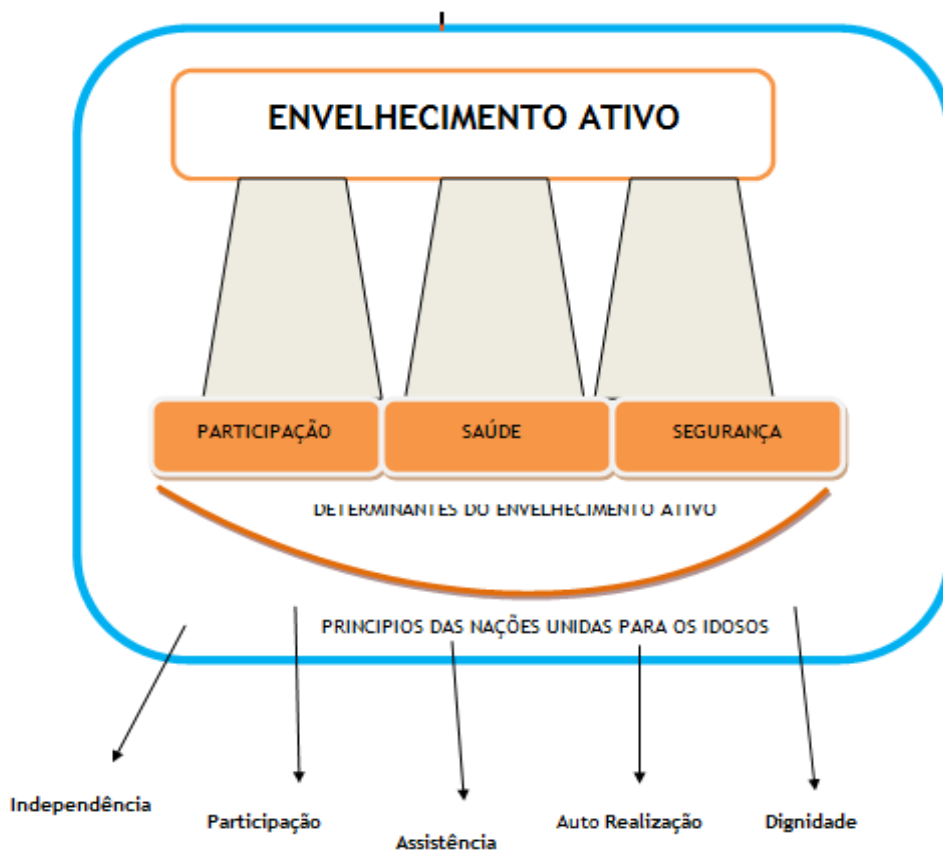 ENVELHECIMENTO ATIVO
PARTICIPAÇÃO
SAÚDE
SEGURANÇA
DETERMINANTES DO ENVELHECIMENTO ATIVO
PRINCIPIOS DAS NAÇÕES UNIDAS PARA OS IDOSOS
Independência
Participação
Assistência
Auto Realização
Dignidade